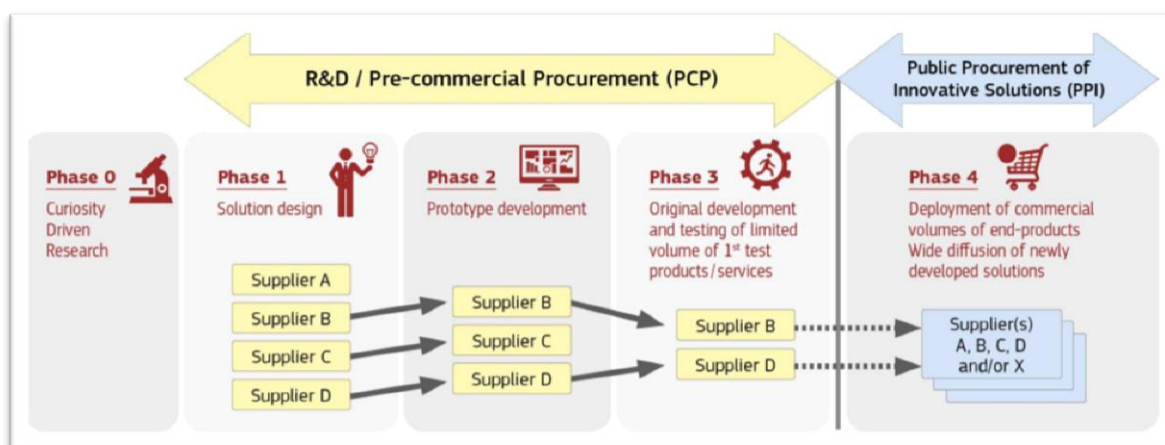 R&D / Pre-commercial Procurement (PCP)
Public Procurement of
Innovative Solutions (PPI)
Phase 0
Curiosity
Driven
Research
Phase 1
Solution design
Supplier A
Supplier B
Supplier C
Supplier D
Phase 2
Prototype development
Supplier B
Supplier C
Supplier D
Phase 3
Original development
and testing of limited
volume of 1st test
products/services
Supplier B
Supplier D
Phase 4
Deployment of commercial
volumes of end-products
Wide diffusion of newly
developed solutions
Supplier(s)
A, B, C, D
and/or X